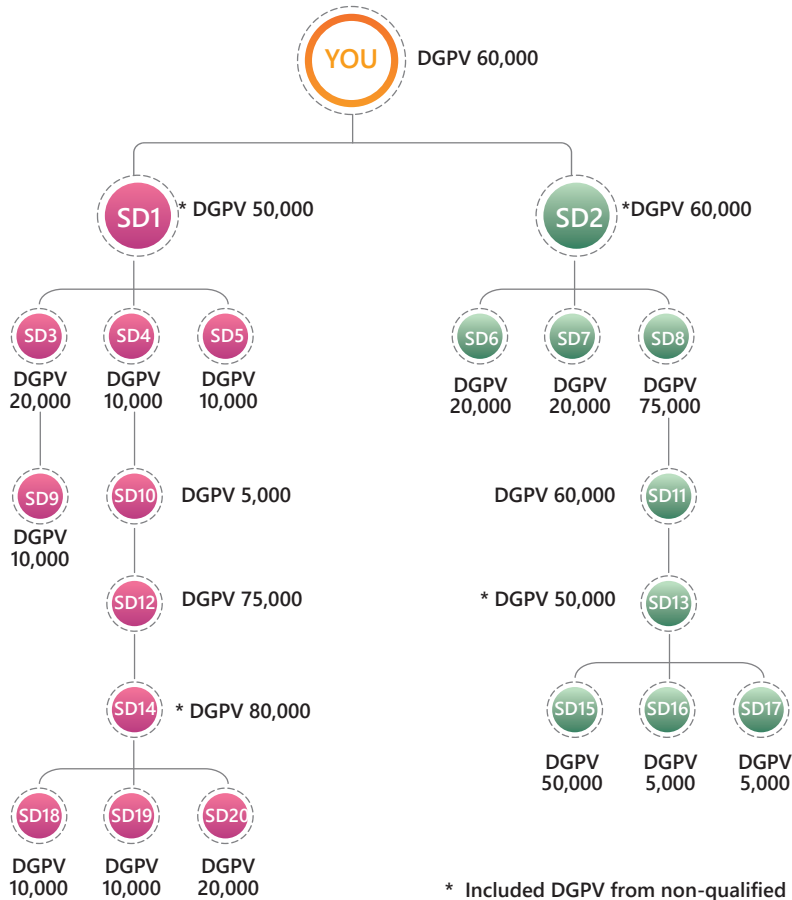 YOU
DGPV 60,000
SD1
* DGPV 50,000
SD2
*DGPV 60,000
SD3
SD4
SD5
SD6
SD7
SD8
DGPV
20,000
DGPV
10,000
DGPV
10,000
DGPV
20,000
DGPV
20,000
DGPV
75,000
SD9
SD10
DGPV 5,000
DGPV 60,000
SD11
DGPV
10,000
SD12
DGPV 75,000
* DGPV 50,000
SD13
SD14
* DGPV 80,000
SD15
SD16
SD17
DGPV
50,000
DGPV
5,000
DGPV
5,000
SD18
SD19
SD20
DGPV
10,000
DGPV
10,000
DGPV
20,000
* Included DGPV from non-qualified